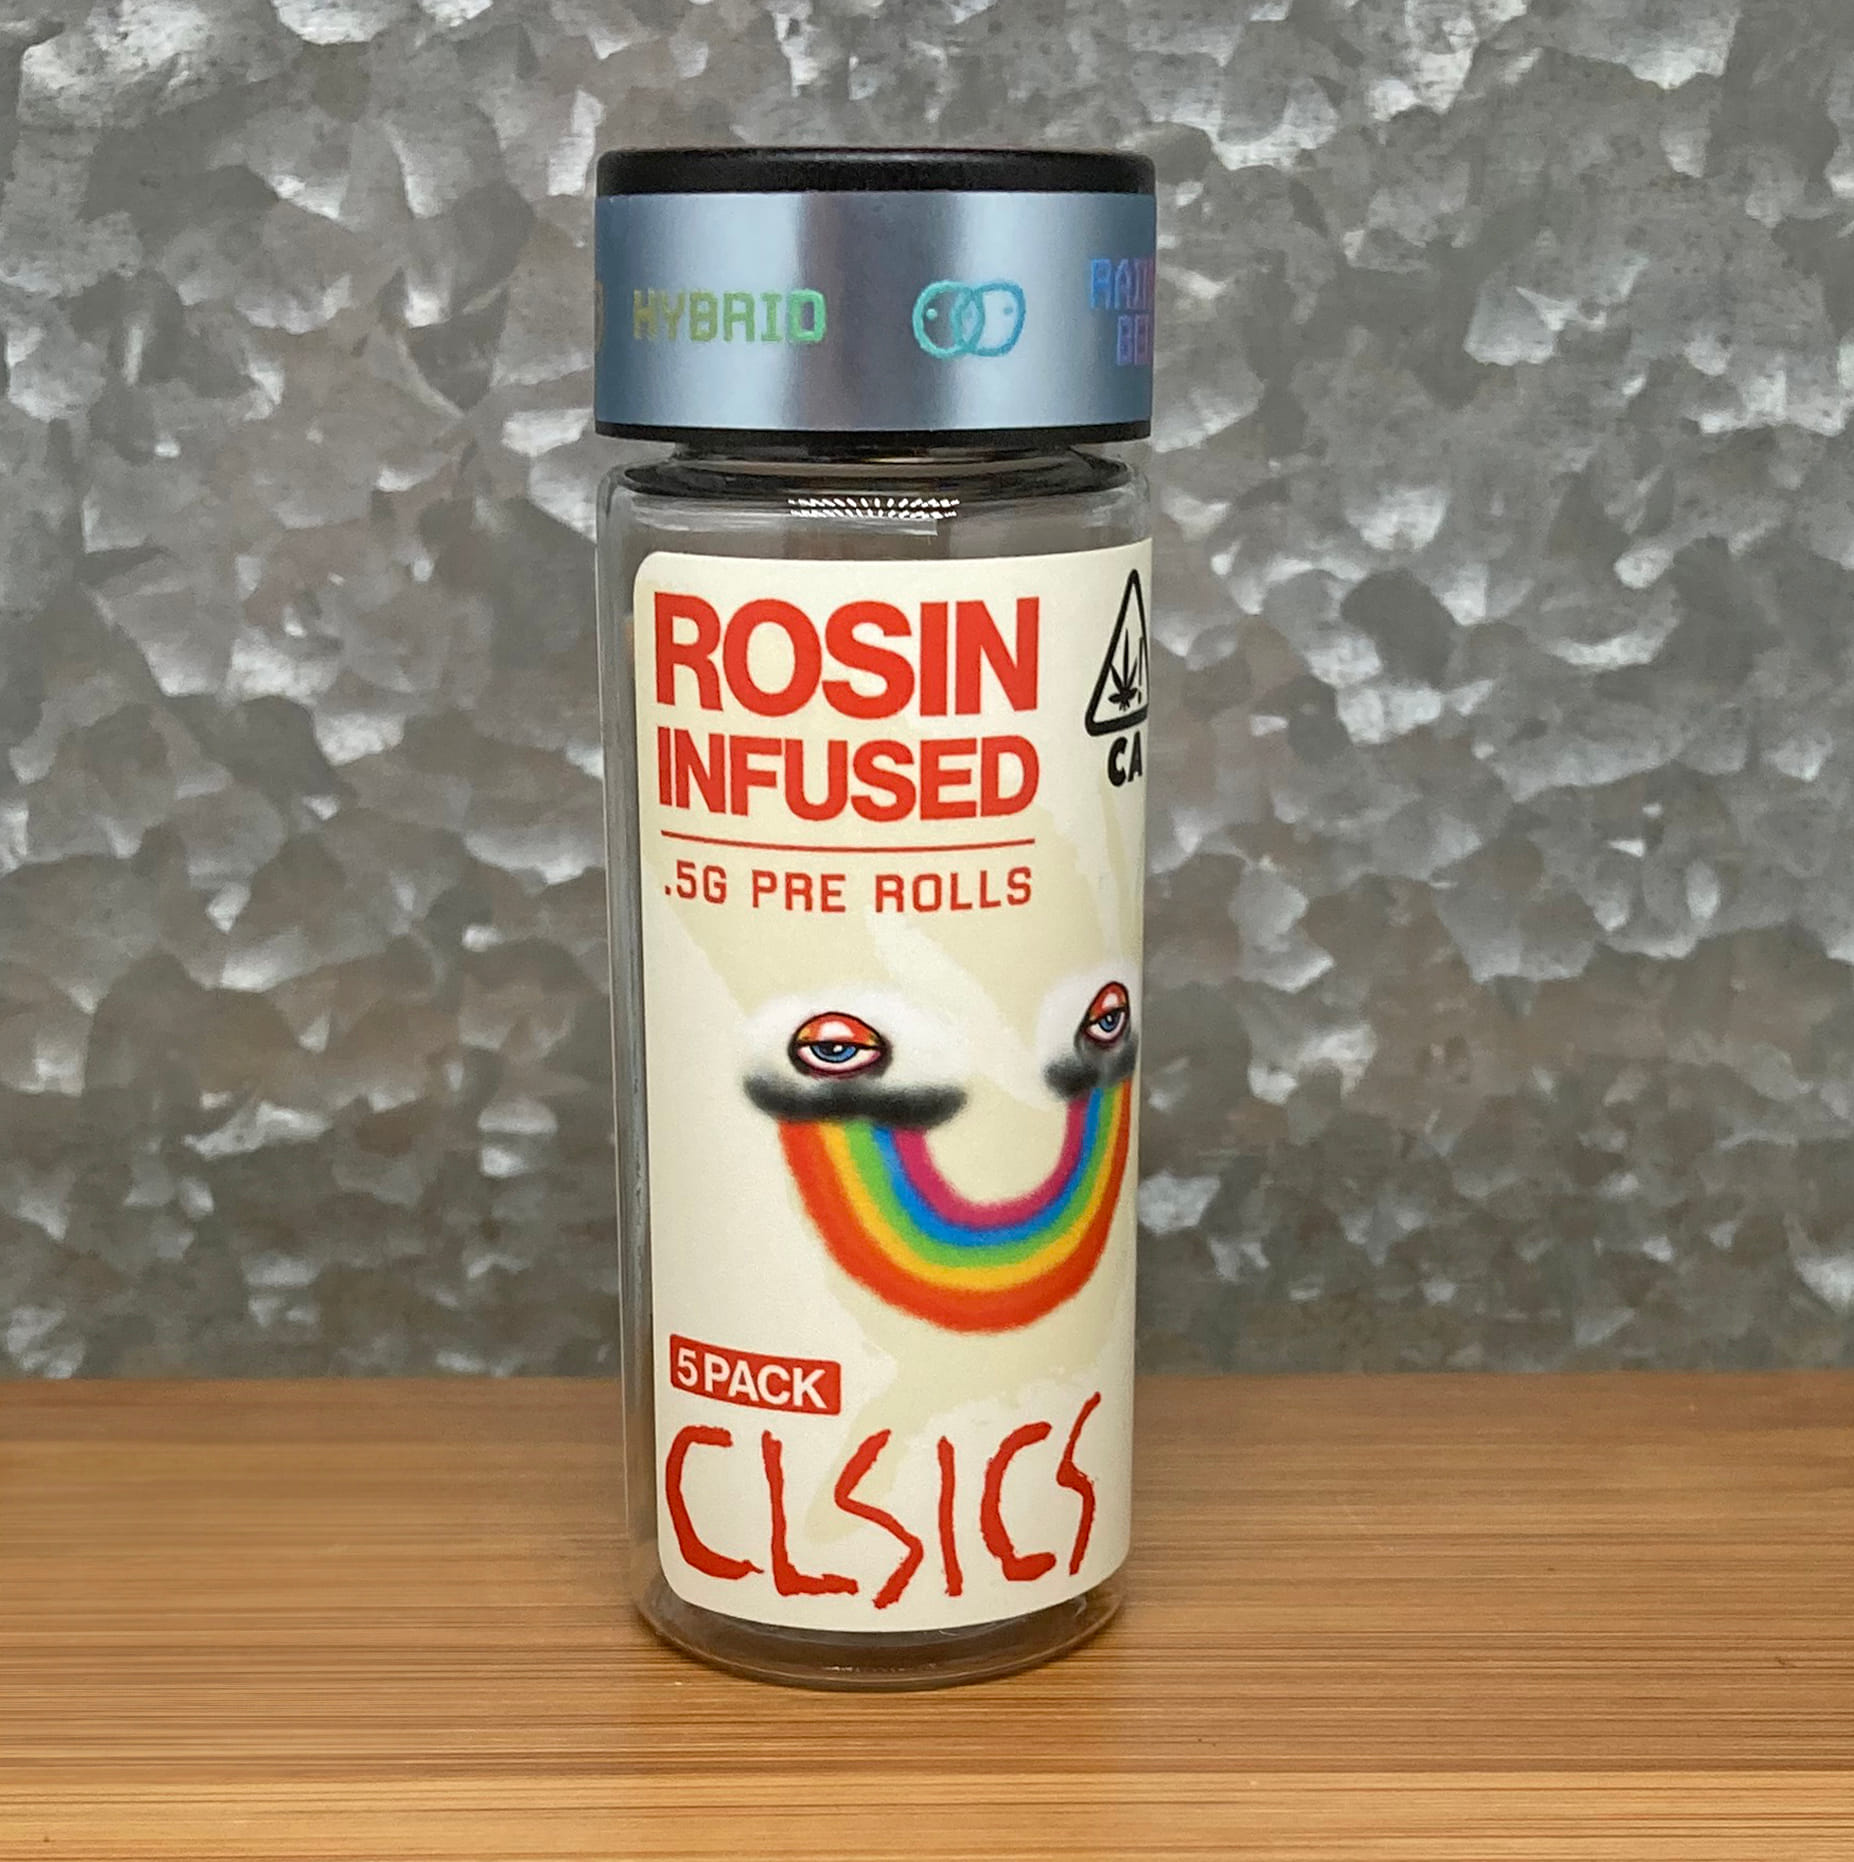 HYBRID
ROSIN
INFUSED
.5G PRE ROLLS
CA
5 PACK
CLSICS